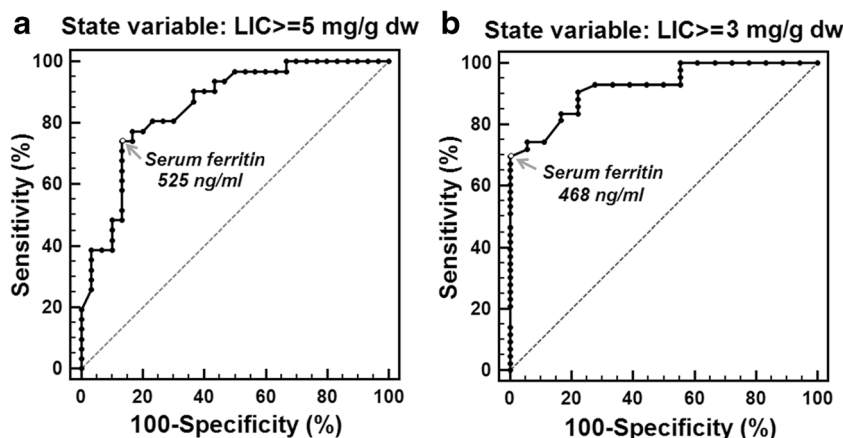 a State variable: LIC>=5 mg/g dw
100
80
60
40
20
0
Sensitivity (%)
Serum ferritin
525 ng/ml
0 20 40 60 80 100
100-Specificity (%)
b State variable: LIC>=3 mg/g dw
100
80
60
40
20
0
Sensitivity (%)
Serum ferritin
468 ng/ml
0 20 40 60 80 100
100-Specificity (%)